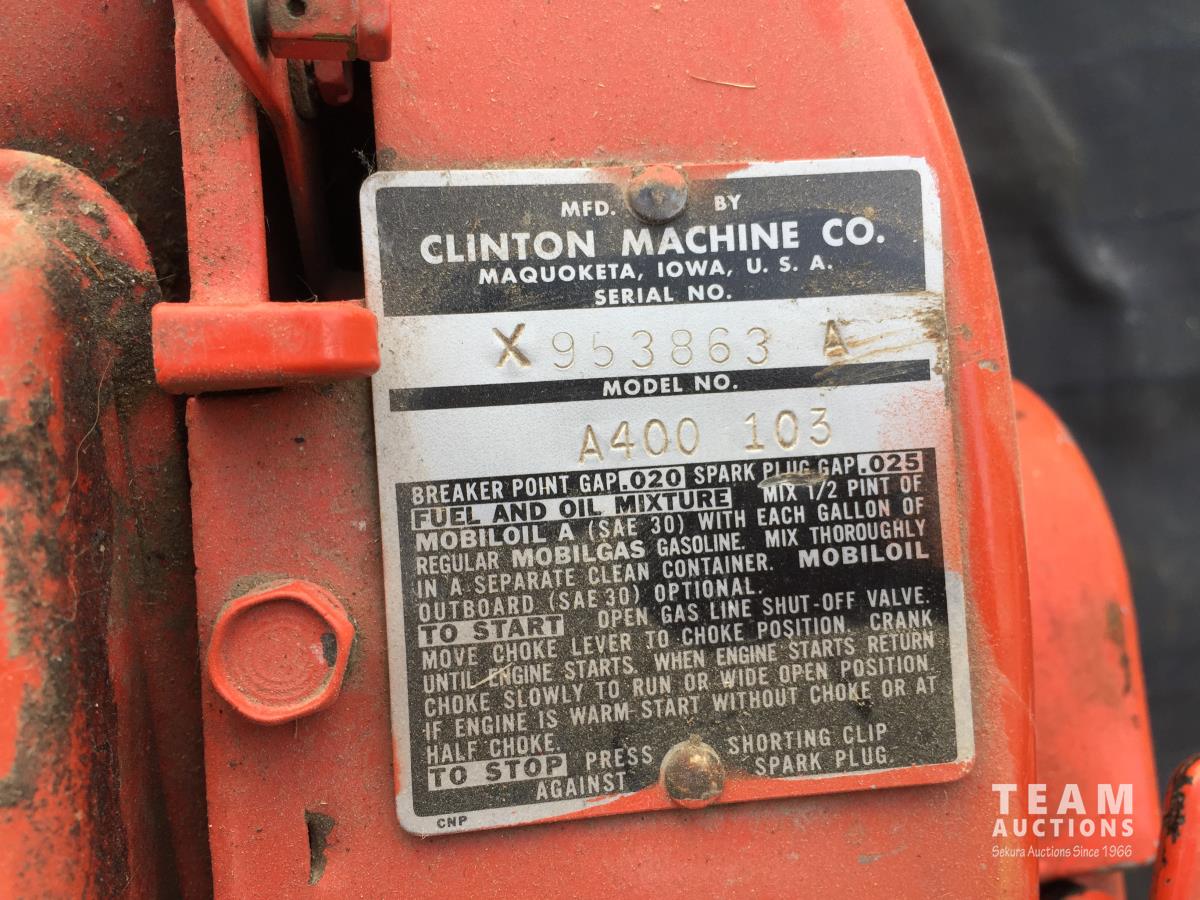 MFD. BY
CLINTON MACHINE CO.
MAQUOKETA, IOWA, U. S. A.
SERIAL NO.
X 953863 A
MODEL NO.
A400 103
BREAKER POINT GAP .020 SPARK PLUG GAP .025
FUEL AND OIL MIXTURE MIX 1/2 PINT OF
MOBILOIL A (SAE 30) WITH EACH GALLON OF
REGULAR MOBILGAS GASOLINE. MIX THOROUGHLY
IN A SEPARATE CLEAN CONTAINER. MOBILOIL
OUTBOARD (SAE 30) OPTIONAL.
TO START OPEN GAS LINE SHUT-OFF VALVE.
MOVE CHOKE LEVER TO CHOKE POSITION. CRANK
UNTIL ENGINE STARTS. WHEN ENGINE STARTS RETURN
CHOKE SLOWLY TO RUN OR WIDE OPEN POSITION.
IF ENGINE IS WARM START WITHOUT CHOKE OR AT
HALF CHOKE.
TO STOP PRESS SHORTING CLIP
AGAINST SPARK PLUG.
CNP
TEAM
AUCTIONS
Sekura Auctions Since 1966